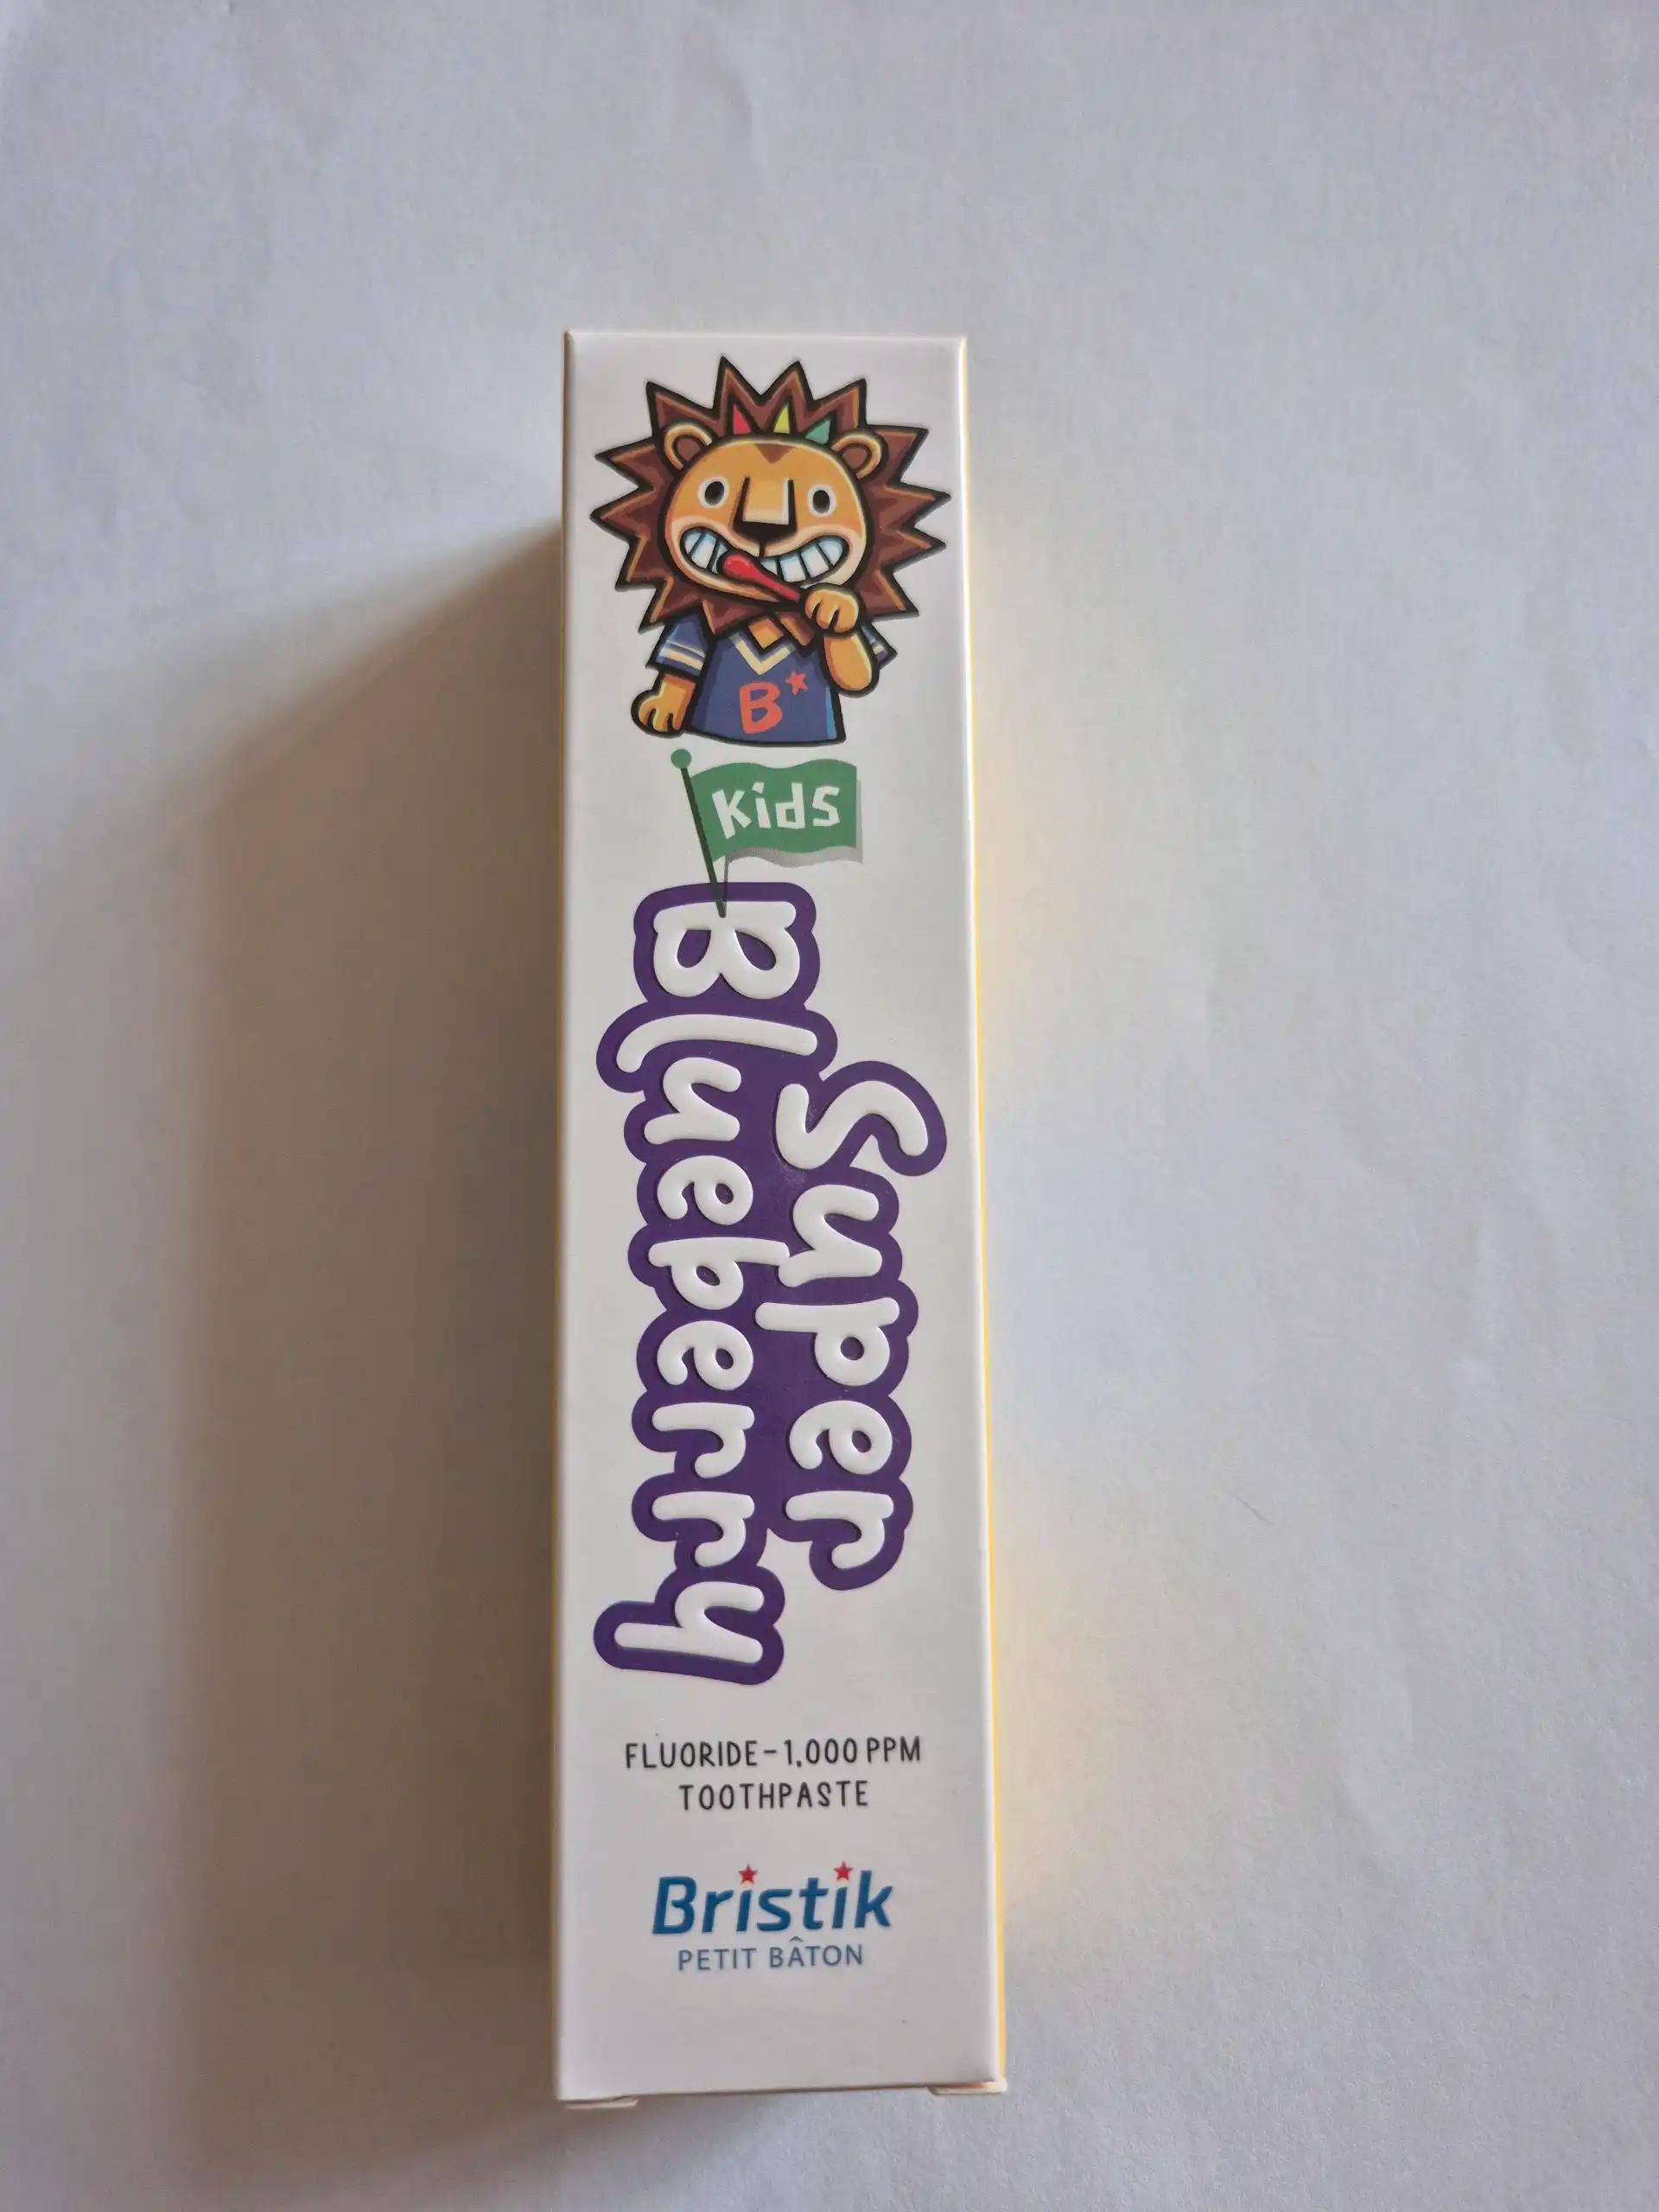 B
Kids
Super
Blueberry
FLUORIDE-1,000 PPM
TOOTHPASTE
Bristik
PETIT BÂTON